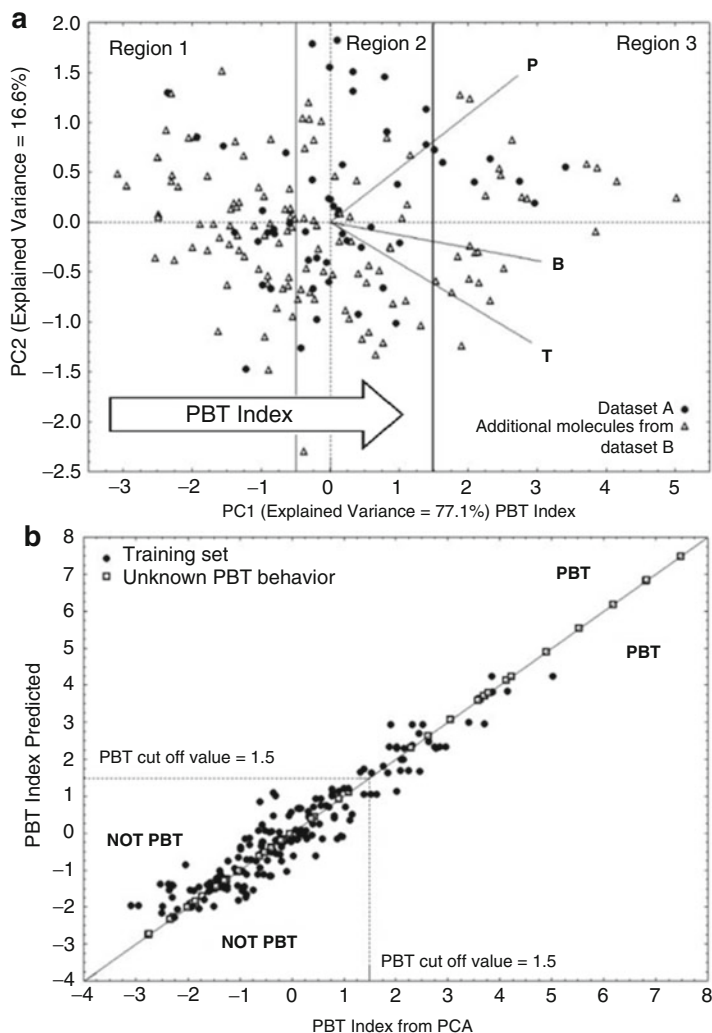 a
Region 1
Region 2
Region 3
P
B
T
PBT Index
Dataset A
Additional molecules from
dataset B
PC2 (Explained Variance = 16.6%)
2.0
1.5
1.0
0.5
0.0
−0.5
−1.0
−1.5
−2.0
−2.5
−3
−2
−1
0
1
2
3
4
5
PC1 (Explained Variance = 77.1%) PBT Index
b
Training set
Unknown PBT behavior
PBT
PBT
PBT cut off value = 1.5
NOT PBT
NOT PBT
PBT cut off value = 1.5
PBT Index Predicted
8
7
6
5
4
3
2
1
0
−1
−2
−3
−4
−4
−3
−2
−1
0
1
2
3
4
5
6
7
8
PBT Index from PCA